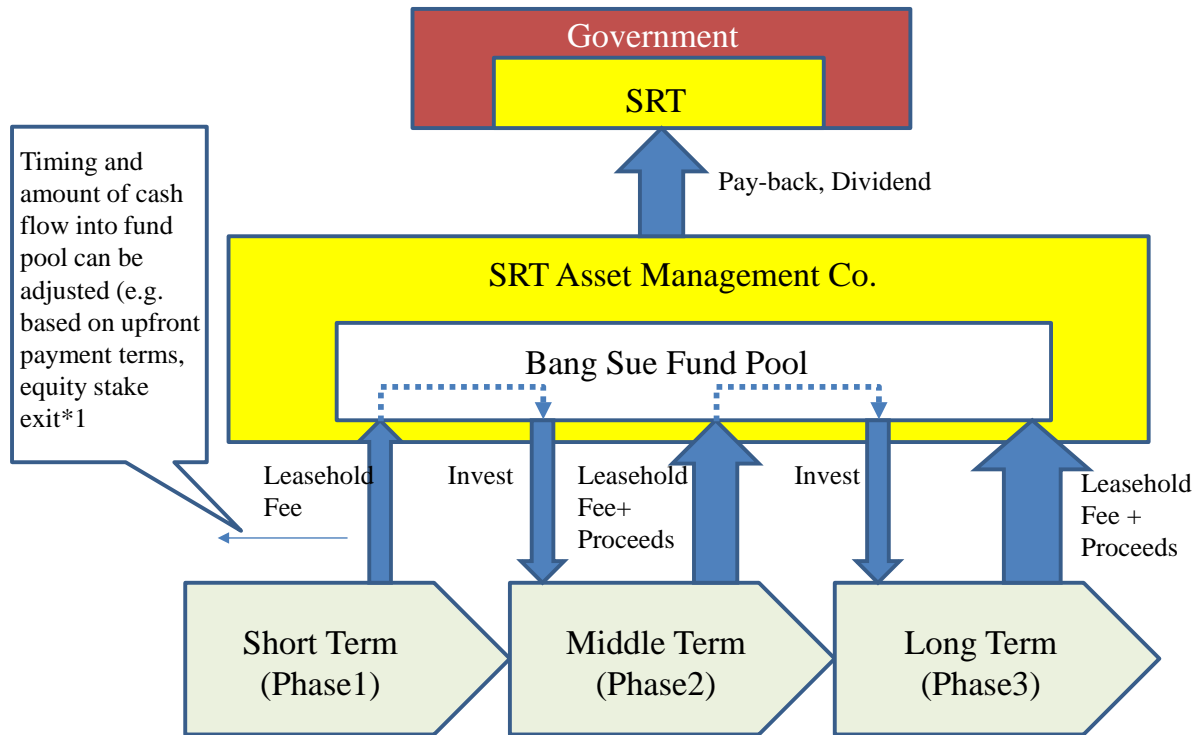 Government
SRT
Timing and
amount of cash
flow into fund
pool can be
adjusted (e.g.
based on upfront
payment terms,
equity stake
exit*1
Pay-back, Dividend
SRT Asset Management Co.
Bang Sue Fund Pool
Leasehold
Fee
Invest
Leasehold
Fee+
Proceeds
Invest
Leasehold
Fee +
Proceeds
Short Term
(Phase1)
Middle Term
(Phase2)
Long Term
(Phase3)